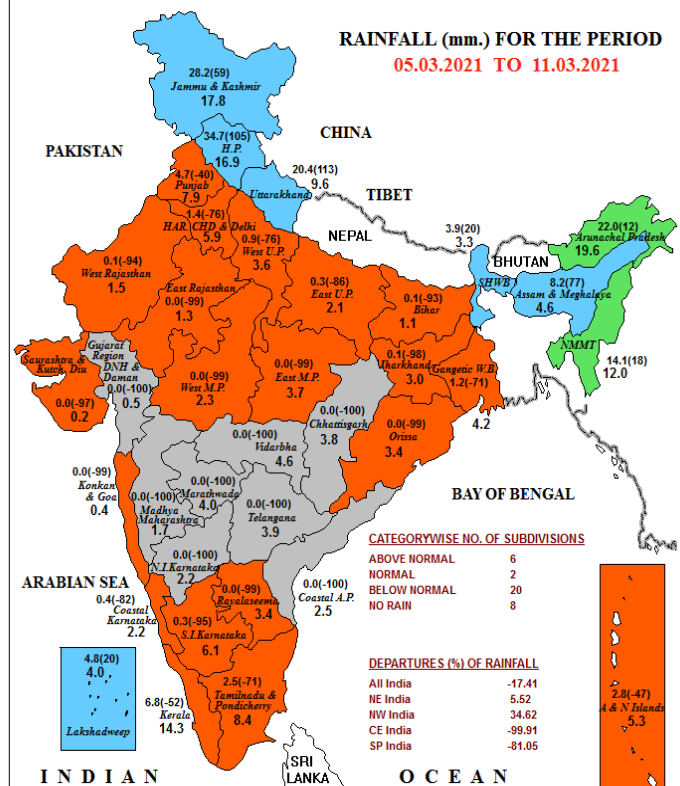 RAINFALL (mm.) FOR THE PERIOD
05.03.2021 TO 11.03.2021
28.2(59)
Jammu & Kashmir
17.8
CHINA
34.7(105)
H.P.
16.9
PAKISTAN
4.7(-40)
Punjab
7.9
20.4(113)
9.6
Uttarakhand
TIBET
1.4(-76)
HAR. CHD & Delhi
5.9
NEPAL
0.9(-76)
West U.P.
3.6
3.9(20)
3.3
SHWB
BHUTAN
22.0(12)
Arunachal Pradesh
19.6
0.1(-94)
West Rajasthan
1.5
East Rajasthan
0.0(-99)
1.3
0.3(-86)
East U.P.
2.1
0.1(-93)
Bihar
1.1
8.2(77)
Assam & Meghalaya
4.6
NMMT
14.1(18)
12.0
Saurashtra &
Kutch, Diu
0.0(-97)
0.2
Gujarat
Region
DNH &
Daman
0.0(-100)
0.5
0.0(-99)
West M.P.
2.3
0.0(-99)
East M.P.
3.7
0.1(-98)
Jharkhand
3.0
Gangetic W.B.
1.2(-71)
4.2
0.0(-100)
Chhattisgarh
3.8
0.0(-99)
Orissa
3.4
0.0(-100)
Vidarbha
4.6
0.0(-99)
Konkan
& Goa
0.4
0.0(-100)
Madhya
Maharashtra
1.7
0.0(-100)
Marathwada
4.0
0.0(-100)
Telangana
3.9
BAY OF BENGAL
0.0(-100)
N.I.Karnataka
2.2
ARABIAN SEA
0.4(-82)
Coastal
Karnataka
2.2
0.0(-99)
Rayalaseema
3.4
0.0(-100)
Coastal A.P.
2.5
0.3(-95)
S.I.Karnataka
6.1
CATEGORYWISE NO. OF SUBDIVISIONS
ABOVE NORMAL 6
NORMAL 2
BELOW NORMAL 20
NO RAIN 8
4.8(20)
4.0
Lakshadweep
6.8(-52)
Kerala
14.3
2.5(-71)
Tamilnadu &
Pondicherry
8.4
DEPARTURES (%) OF RAINFALL
All India -17.41
NE India 5.52
NW India 34.62
CE India -99.91
SP India -81.05
2.8(-47)
A & N Islands
5.3
SRI
LANKA
INDIAN OCEAN